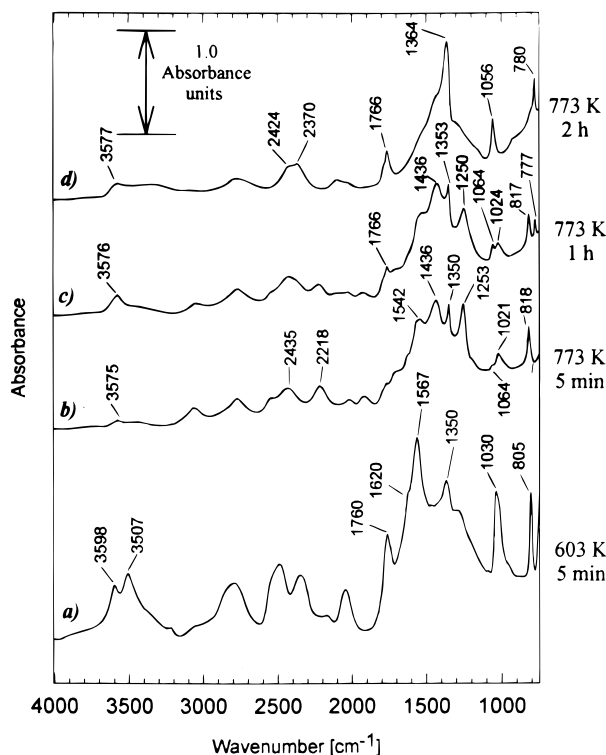 1.0
Absorbance
units
1364
1056
780
773 K
2 h
3577
2424
2370
1766
d)
1436
1353
1250
1064
1024
817
777
773 K
1 h
3576
1766
c)
1542
1436
1350
1253
1021
818
1064
773 K
5 min
3575
2435
2218
b)
1567
1620
1350
1760
1030
805
603 K
5 min
3598
3507
a)
Absorbance
4000 3500 3000 2500 2000 1500 1000
Wavenumber [cm⁻¹]